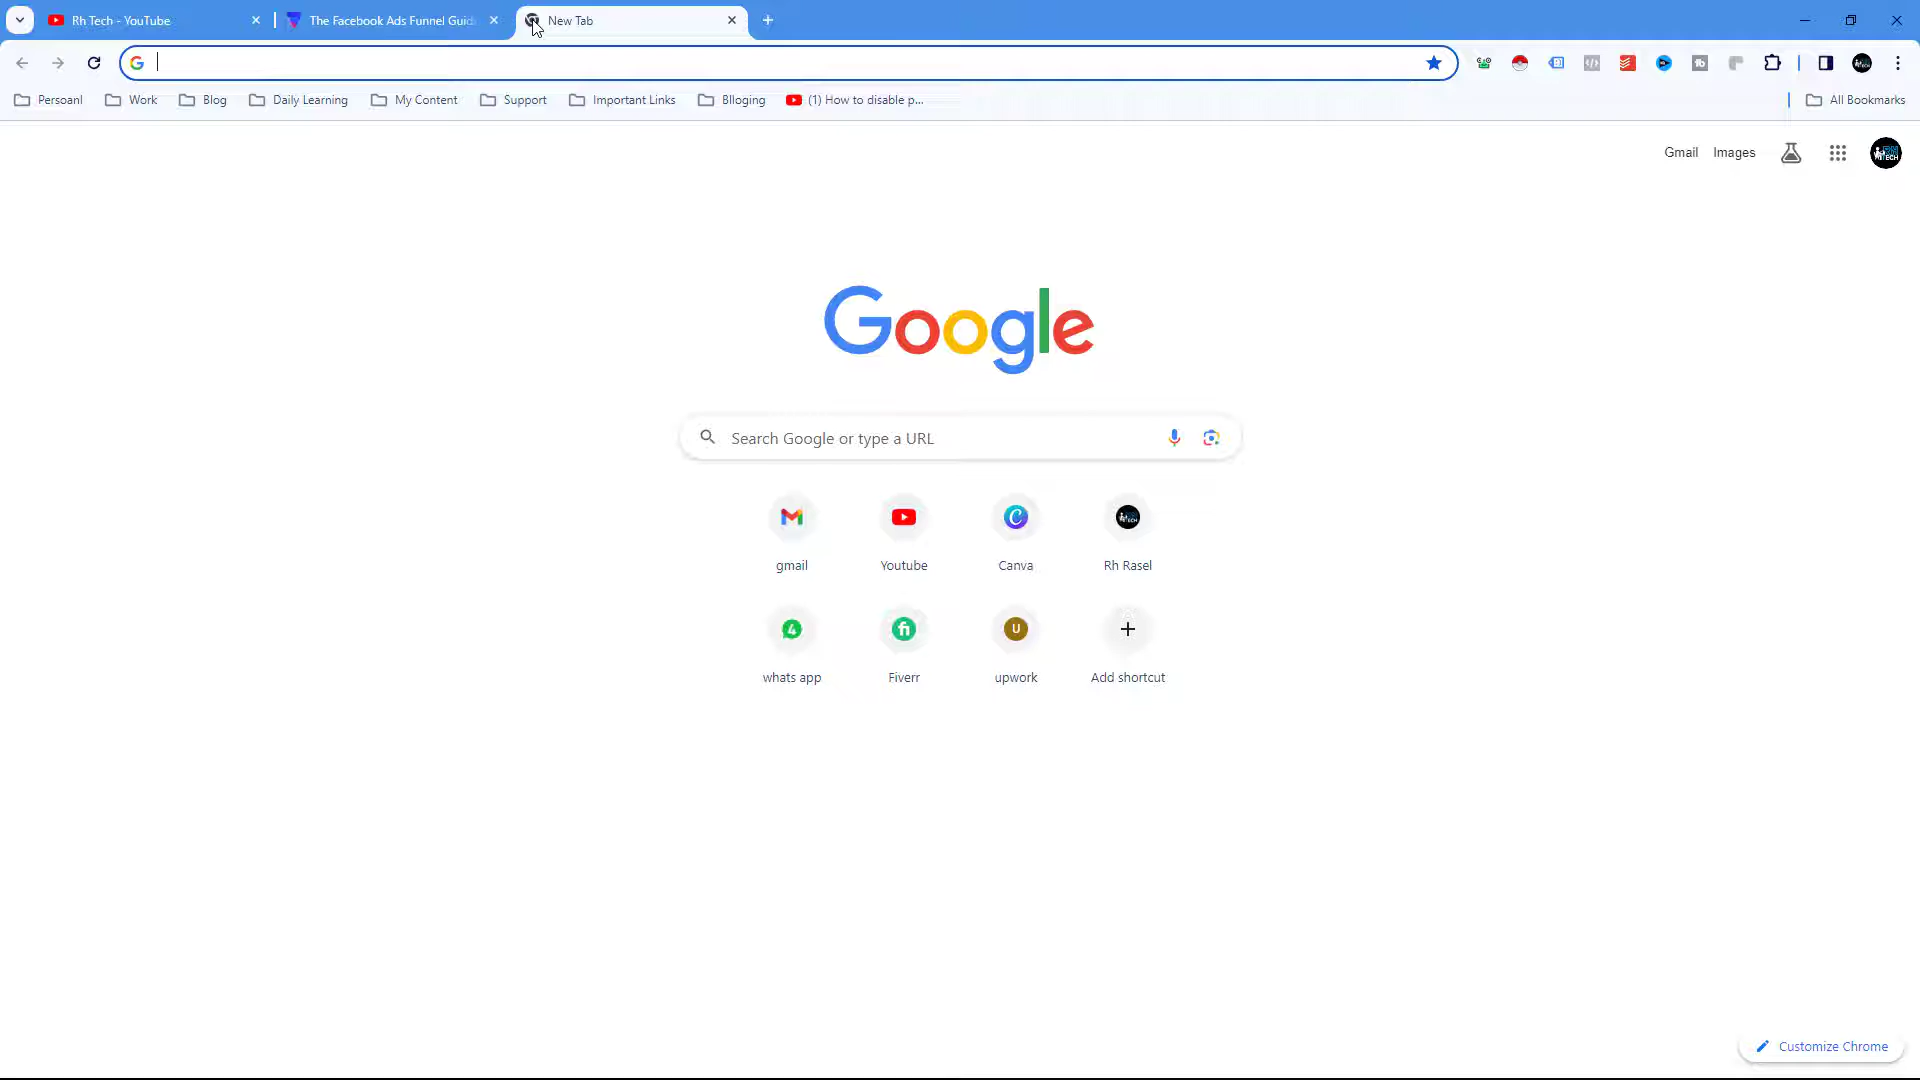 Rh Tech - YouTube
The Facebook Ads Funnel Guid
New Tab
Persoanl
Work
Blog
Daily Learning
My Content
Support
Important Links
Blloging
(1) How to disable p...
All Bookmarks
Gmail
Images
Google
Search Google or type a URL
gmail
Youtube
Canva
Rh Rasel
whats app
Fiverr
upwork
Add shortcut
Customize Chrome